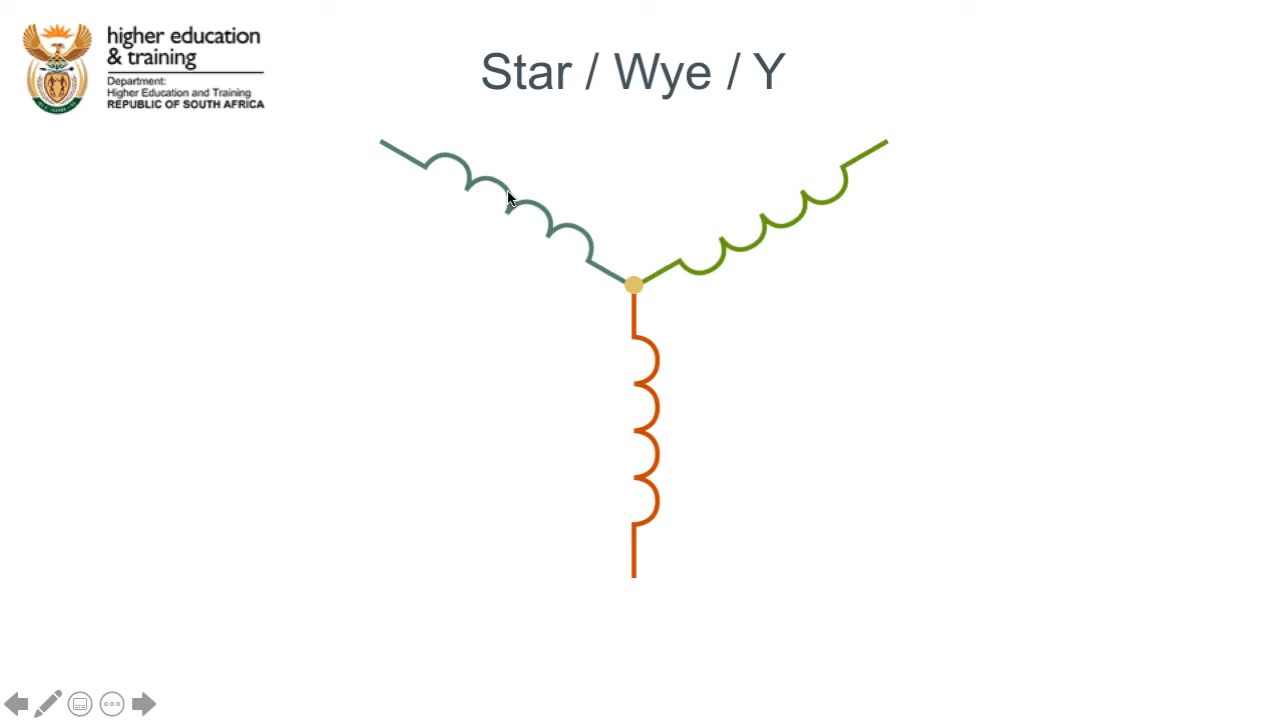 higher education
& training
Department:
Higher Education and Training
REPUBLIC OF SOUTH AFRICA
Star / Wye / Y